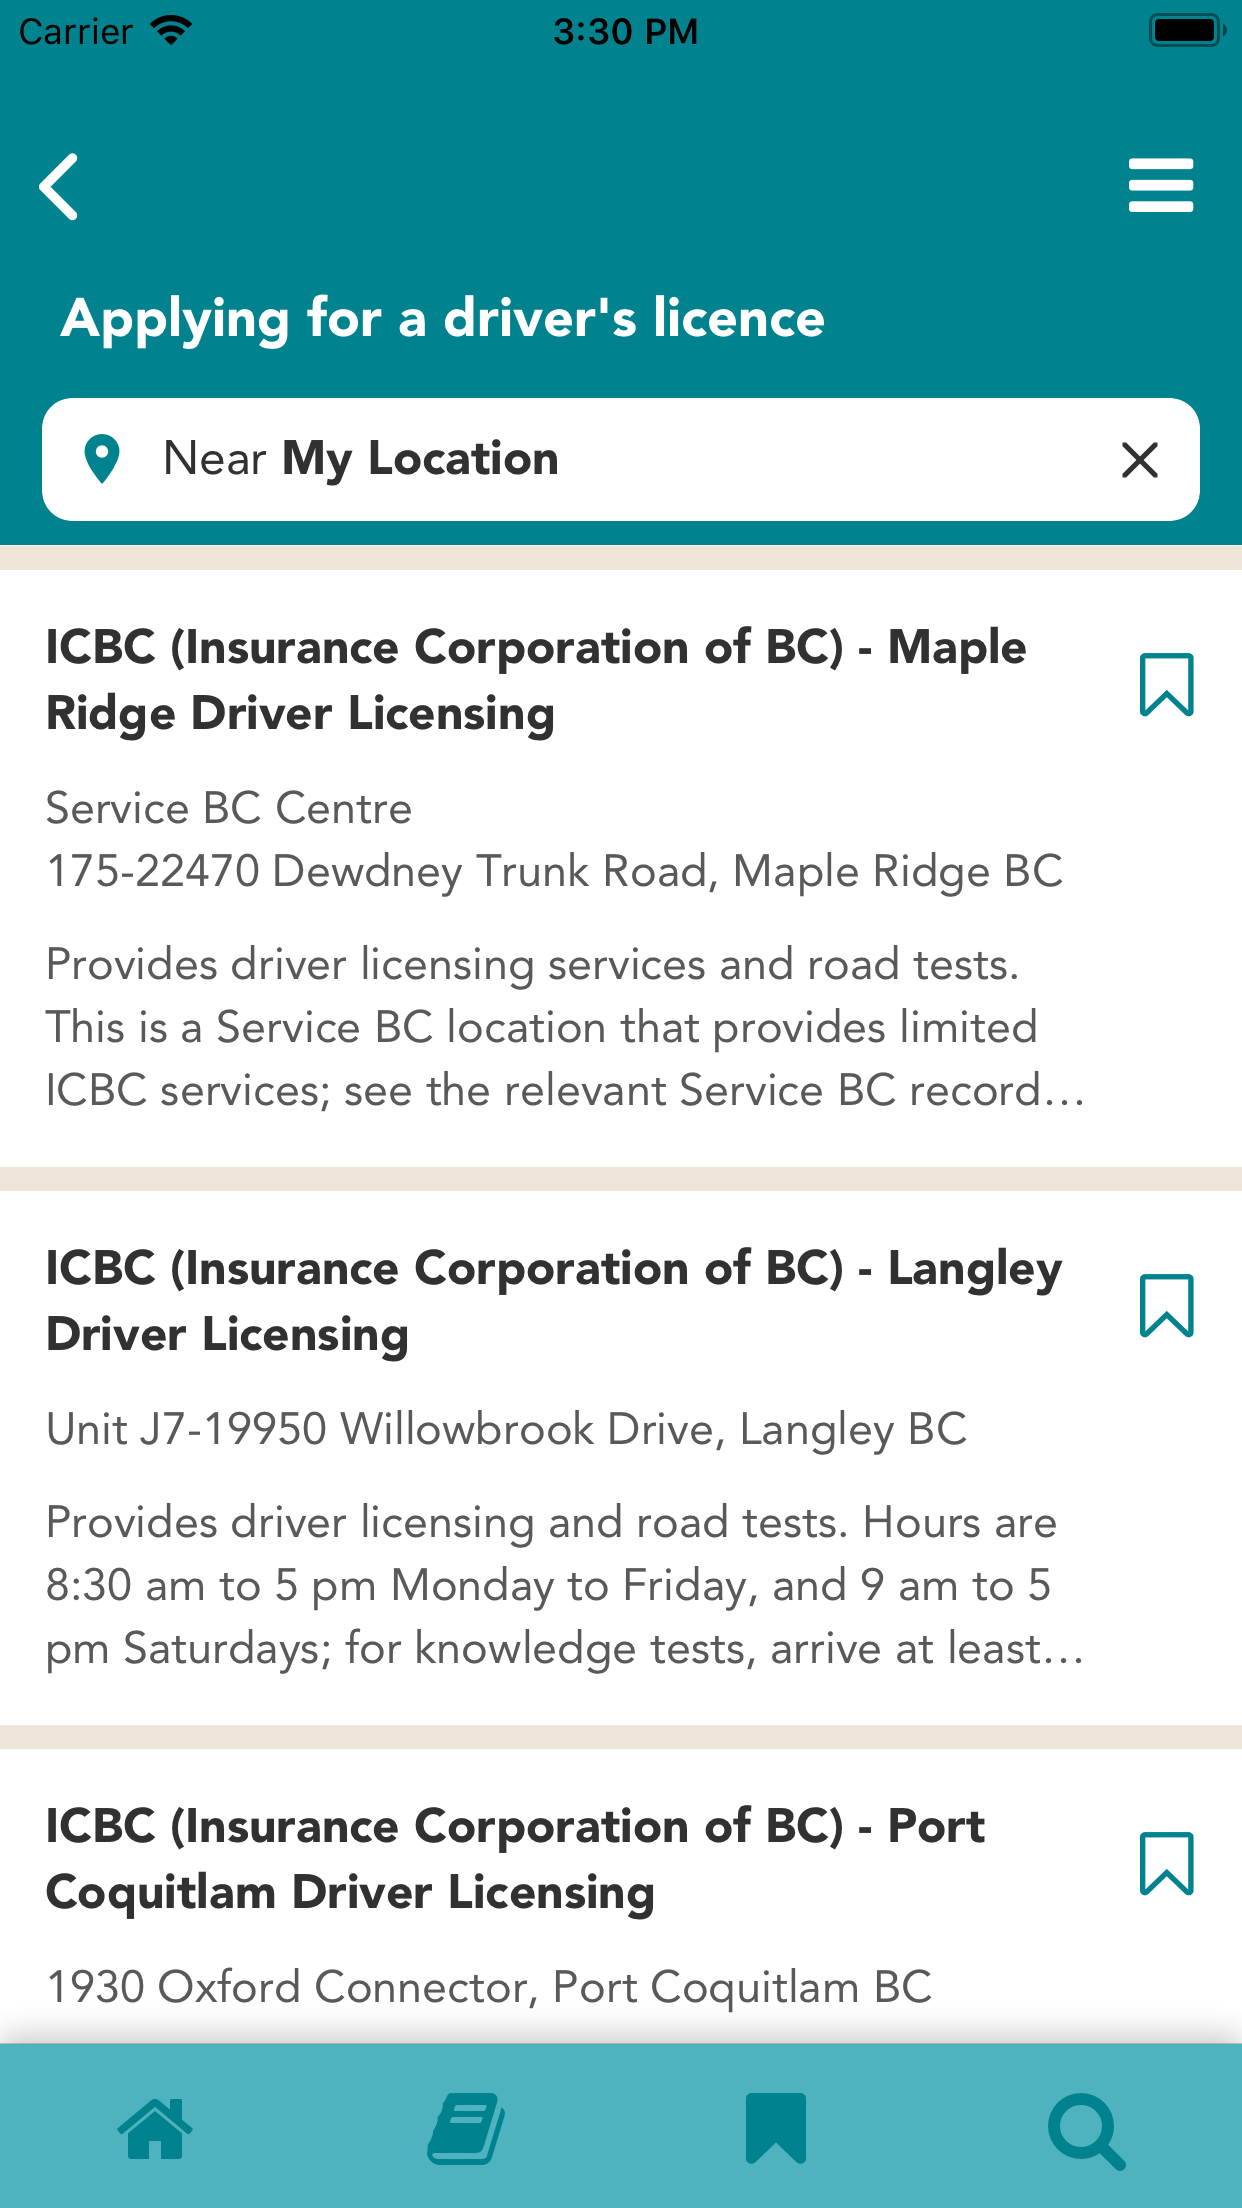 Carrier
3:30 PM
Applying for a driver's licence
Near My Location
ICBC (Insurance Corporation of BC) - Maple
Ridge Driver Licensing
Service BC Centre
175-22470 Dewdney Trunk Road, Maple Ridge BC
Provides driver licensing services and road tests.
This is a Service BC location that provides limited
ICBC services; see the relevant Service BC record...
ICBC (Insurance Corporation of BC) - Langley
Driver Licensing
Unit J7-19950 Willowbrook Drive, Langley BC
Provides driver licensing and road tests. Hours are
8:30 am to 5 pm Monday to Friday, and 9 am to 5
pm Saturdays; for knowledge tests, arrive at least...
ICBC (Insurance Corporation of BC) - Port
Coquitlam Driver Licensing
1930 Oxford Connector, Port Coquitlam BC